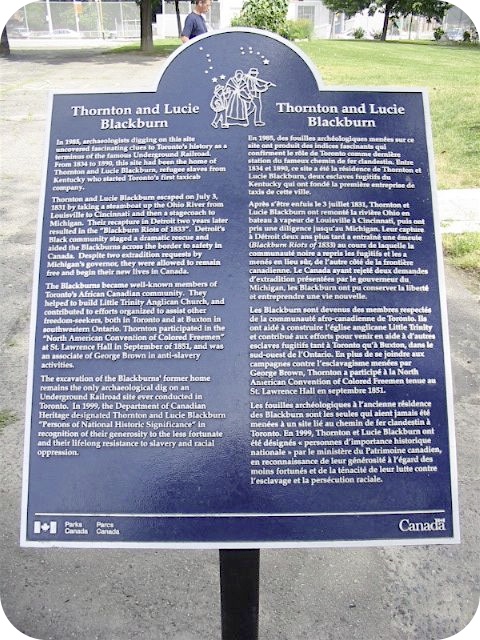 Thornton and Lucie
Blackburn
In 1985, archaeologists digging on this site
uncovered fascinating clues to Toronto's history as a
terminus of the famous Underground Railroad.
From 1834 to 1890, this site had been the home of
Thornton and Lucie Blackburn, refugee slaves from
Kentucky who started Toronto's first taxicab
company.
Thornton and Lucie Blackburn escaped on July 3,
1831 by taking a steamboat up the Ohio River from
Louisville to Cincinnati and then a stagecoach to
Michigan. Their recapture in Detroit two years later
resulted in the "Blackburn Riots of 1833". Detroit's
Black community staged a dramatic rescue and
aided the Blackburns across the border to safety in
Canada. Despite two extradition requests by
Michigan's governor, they were allowed to remain
free and begin their new lives in Canada.
The Blackburns became well-known members of
Toronto's African Canadian community. They
helped to build Little Trinity Anglican Church, and
contributed to efforts organized to assist other
freedom-seekers, both in Toronto and at Buxton in
southwestern Ontario. Thornton participated in the
"North American Convention of Colored Freemen"
at St. Lawrence Hall in September of 1851, and was
an associate of George Brown in anti-slavery
activities.
The excavation of the Blackburns' former home
remains the only archaeological dig on an
Underground Railroad site ever conducted in
Toronto. In 1999, the Department of Canadian
Heritage designated Thornton and Lucie Blackburn
"Persons of National Historic Significance" in
recognition of their generosity to the less fortunate
and their lifelong resistance to slavery and racial
oppression.
Thornton et Lucie
Blackburn
En 1985, des fouilles archéologiques menées sur ce
site ont produit des indices fascinants qui
confirment le rôle de Toronto comme dernière
station du fameux chemin de fer clandestin. Entre
1834 et 1890, ce site a été la résidence de Thornton et
Lucie Blackburn, deux esclaves fugitifs du
Kentucky qui ont fondé la première entreprise de
taxis de cette ville.
Après s'être enfuis le 3 juillet 1831, Thornton et
Lucie Blackburn ont remonté la rivière Ohio en
bateau à vapeur de Louisville à Cincinnati, puis ont
pris une diligence jusqu'au Michigan. Leur capture
à Détroit deux ans plus tard a entraîné une émeute
(Blackburn Riots of 1833) au cours de laquelle la
communauté noire a repris les fugitifs et les a
menés en lieu sûr, de l'autre côté de la frontière
canadienne. Le Canada ayant rejeté deux demandes
d'extradition présentées par le gouverneur du
Michigan, les Blackburn ont pu conserver la liberté
et entreprendre une vie nouvelle.
Les Blackburn sont devenus des membres respectés
de la communauté afro-canadienne de Toronto. Ils
ont aidé à construire l'église anglicane Little Trinity
et contribué aux efforts pour venir en aide à d'autres
esclaves fugitifs tant à Toronto qu'à Buxton, dans le
sud-ouest de l'Ontario. En plus de se joindre aux
campagnes contre l'esclavagisme menées par
George Brown, Thornton a participé à la North
American Convention of Colored Freemen tenue au
St. Lawrence Hall en septembre 1851.
Les fouilles archéologiques à l'ancienne résidence
des Blackburn sont les seules qui aient jamais été
menées à un site lié au chemin de fer clandestin à
Toronto. En 1999, Thornton et Lucie Blackburn ont
été désignés « personnes d'importance historique
nationale » par le ministère du Patrimoine canadien,
en reconnaissance de leur générosité à l'égard des
moins fortunés et de la ténacité de leur lutte contre
l'esclavage et la persécution raciale.
Parks Parcs
Canada Canada
Canada